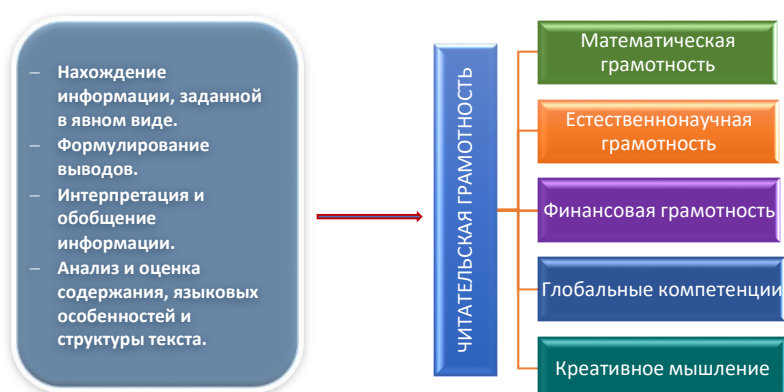 – Нахождение
информации, заданной
в явном виде.
– Формулирование
выводов.
– Интерпретация и
обобщение
информации.
– Анализ и оценка
содержания, языковых
особенностей и
структуры текста.
ЧИТАТЕЛЬСКАЯ ГРАМОТНОСТЬ
Математическая
грамотность
Естественнонаучная
грамотность
Финансовая грамотность
Глобальные компетенции
Креативное мышление